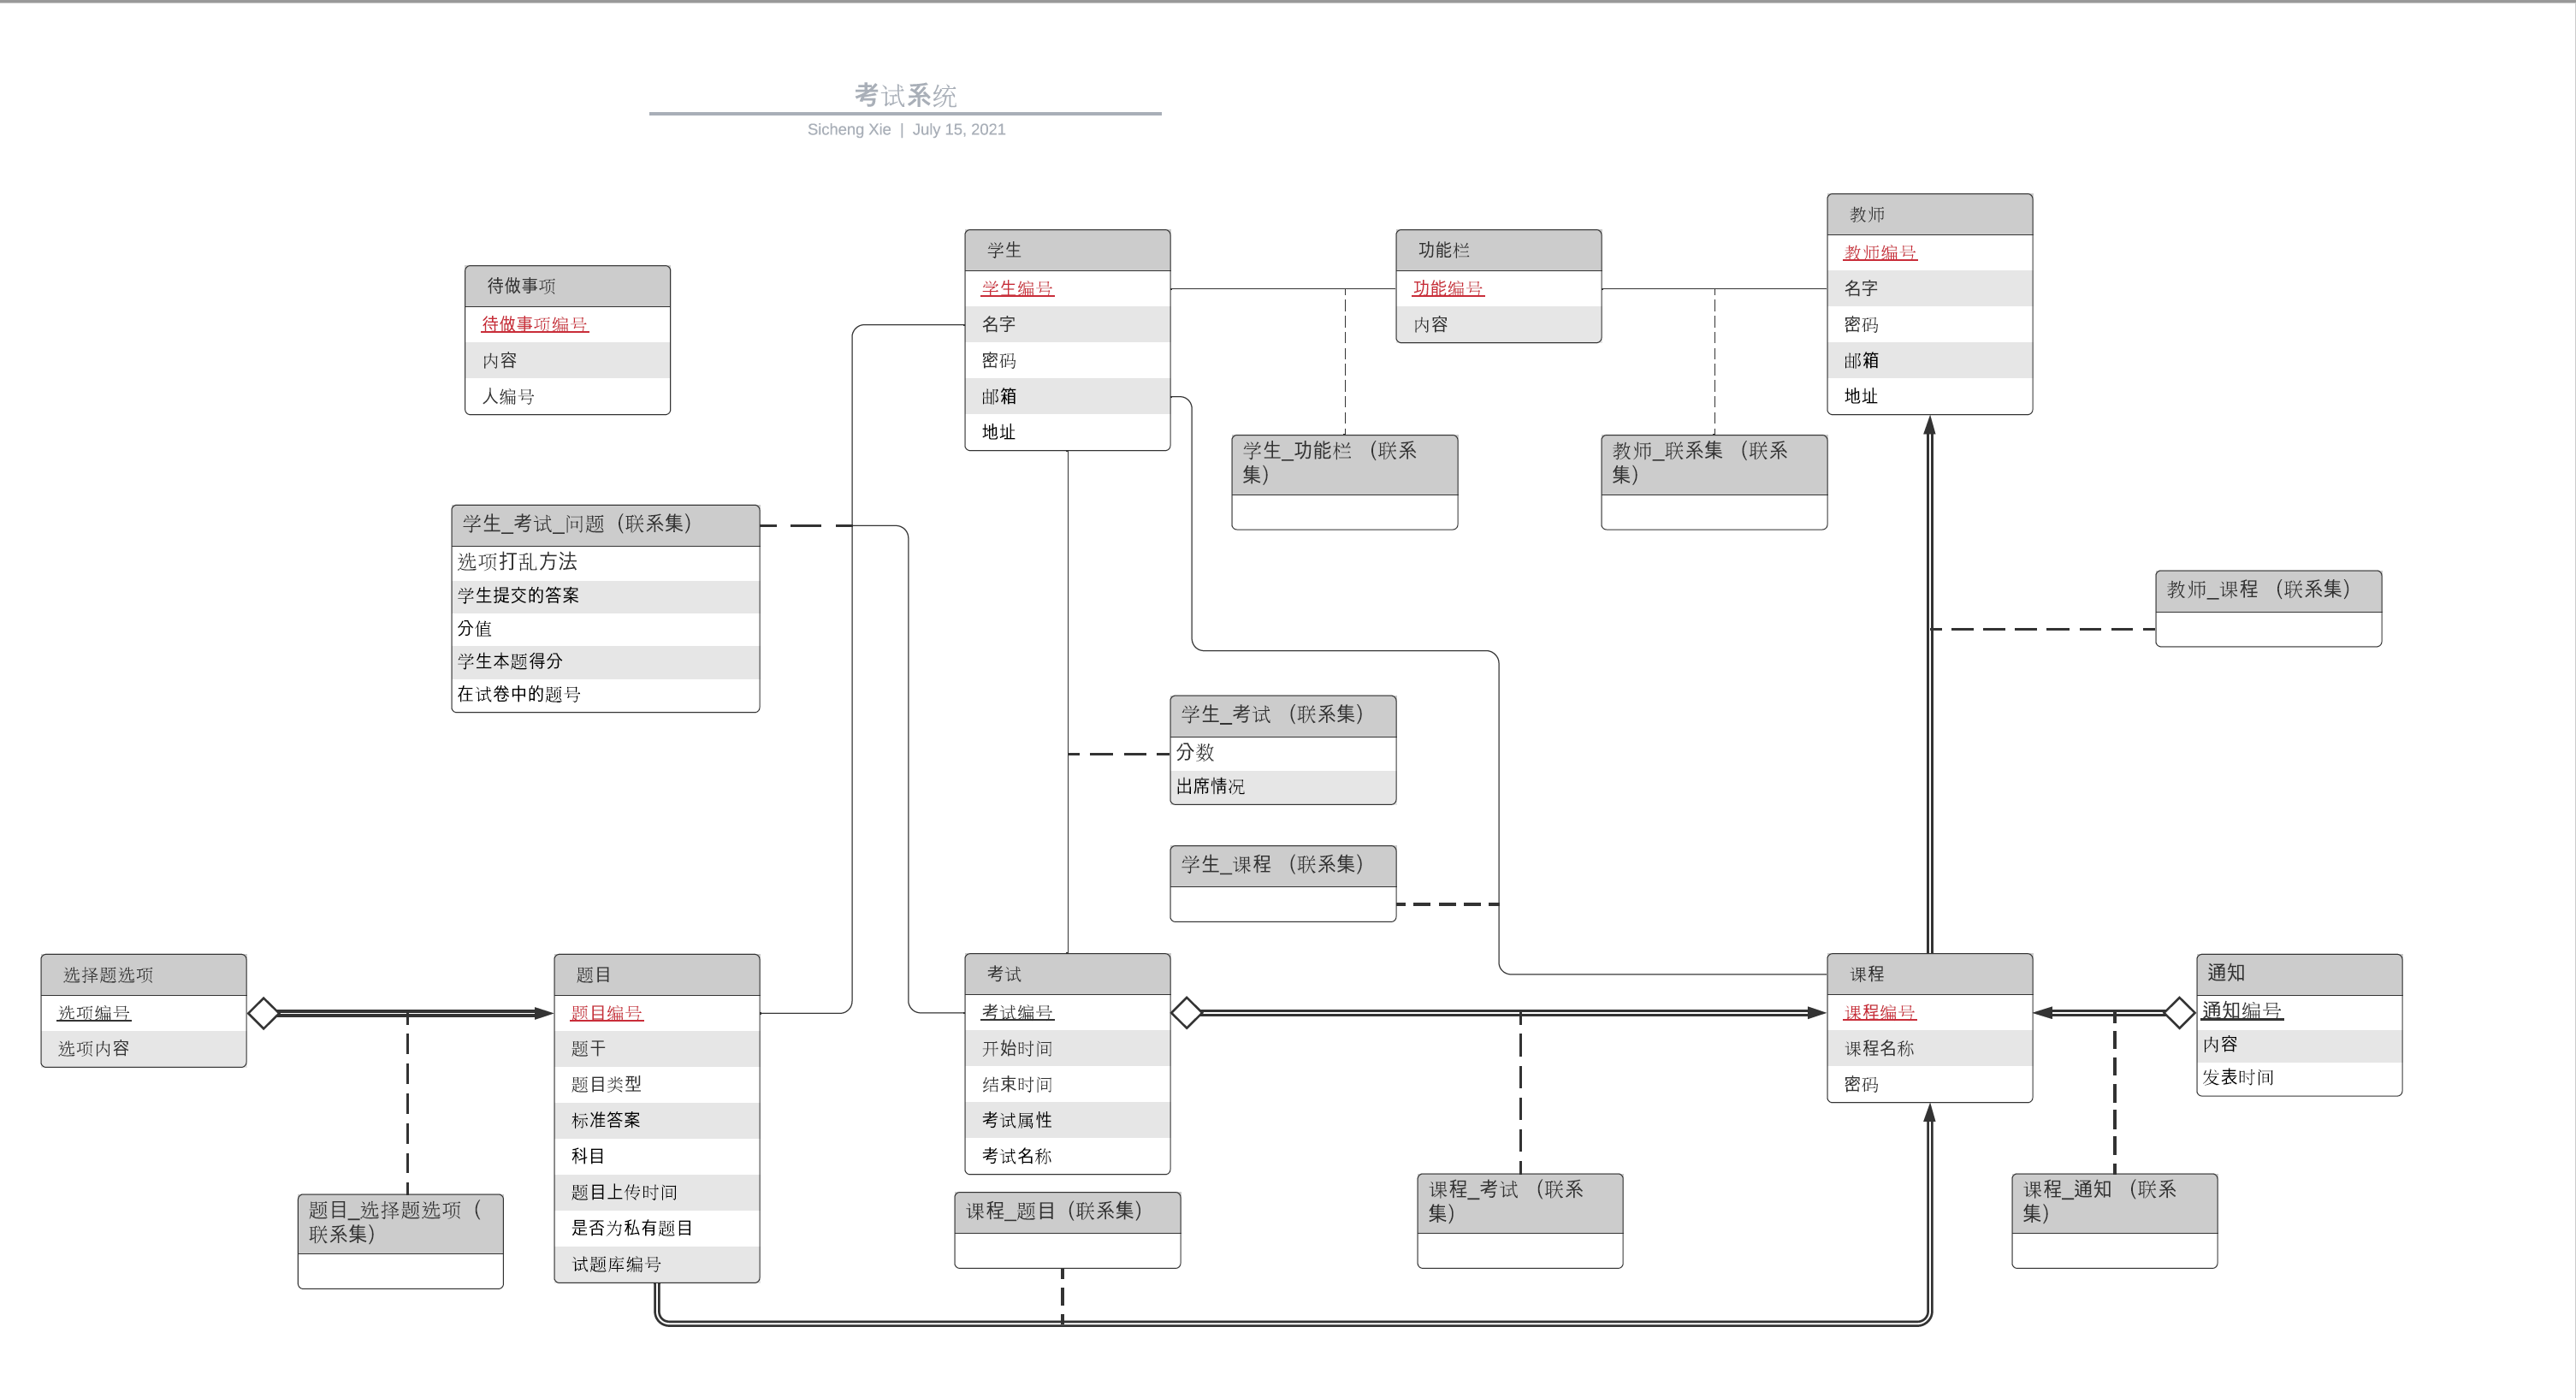 考试系统
Sicheng Xie | July 15, 2021
待做事项
待做事项编号
内容
人编号
学生
学生编号
名字
密码
邮箱
地址
功能栏
功能编号
内容
教师
教师编号
名字
密码
邮箱
地址
学生_功能栏 （联系
集）
教师_联系集 （联系
集）
学生_考试_问题（联系集）
选项打乱方法
学生提交的答案
分值
学生本题得分
在试卷中的题号
教师_课程 （联系集）
学生_考试 （联系集）
分数
出席情况
学生_课程 （联系集）
选择题选项
选项编号
选项内容
题目
题目编号
题干
题目类型
标准答案
科目
题目上传时间
是否为私有题目
试题库编号
考试
考试编号
开始时间
结束时间
考试属性
考试名称
课程
课程编号
课程名称
密码
通知
通知编号
内容
发表时间
题目_选择题选项（
联系集）
课程_题目（联系集）
课程_考试 （联系
集）
课程_通知 （联系
集）